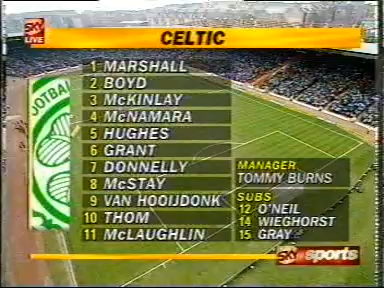 SKY
LIVE
CELTIC
1 MARSHALL
2 BOYD
3 McKINLAY
4 McNAMARA
5 HUGHES
6 GRANT
7 DONNELLY
8 McSTAY
9 VAN HOOIJDONK
10 THOM
11 McLAUGHLIN
OOTBA
MANAGER
TOMMY BURNS
SUBS
12 O'NEIL
14 WIEGHORST
15 GRAY
SKY sports